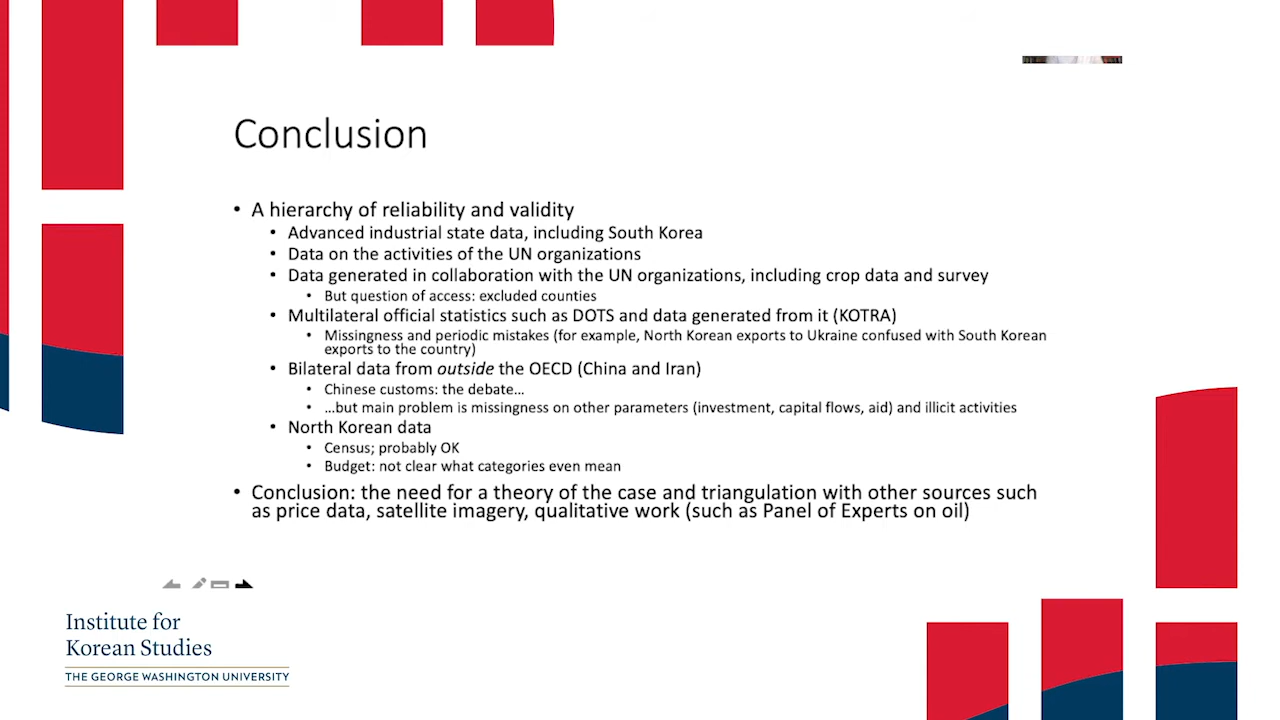 Conclusion
• A hierarchy of reliability and validity
• Advanced industrial state data, including South Korea
• Data on the activities of the UN organizations
• Data generated in collaboration with the UN organizations, including crop data and survey
• But question of access: excluded counties
• Multilateral official statistics such as DOTS and data generated from it (KOTRA)
• Missingness and periodic mistakes (for example, North Korean exports to Ukraine confused with South Korean
exports to the country)
• Bilateral data from outside the OECD (China and Iran)
• Chinese customs: the debate...
• ...but main problem is missingness on other parameters (investment, capital flows, aid) and illicit activities
• North Korean data
• Census; probably OK
• Budget: not clear what categories even mean
• Conclusion: the need for a theory of the case and triangulation with other sources such
as price data, satellite imagery, qualitative work (such as Panel of Experts on oil)
Institute for
Korean Studies
THE GEORGE WASHINGTON UNIVERSITY